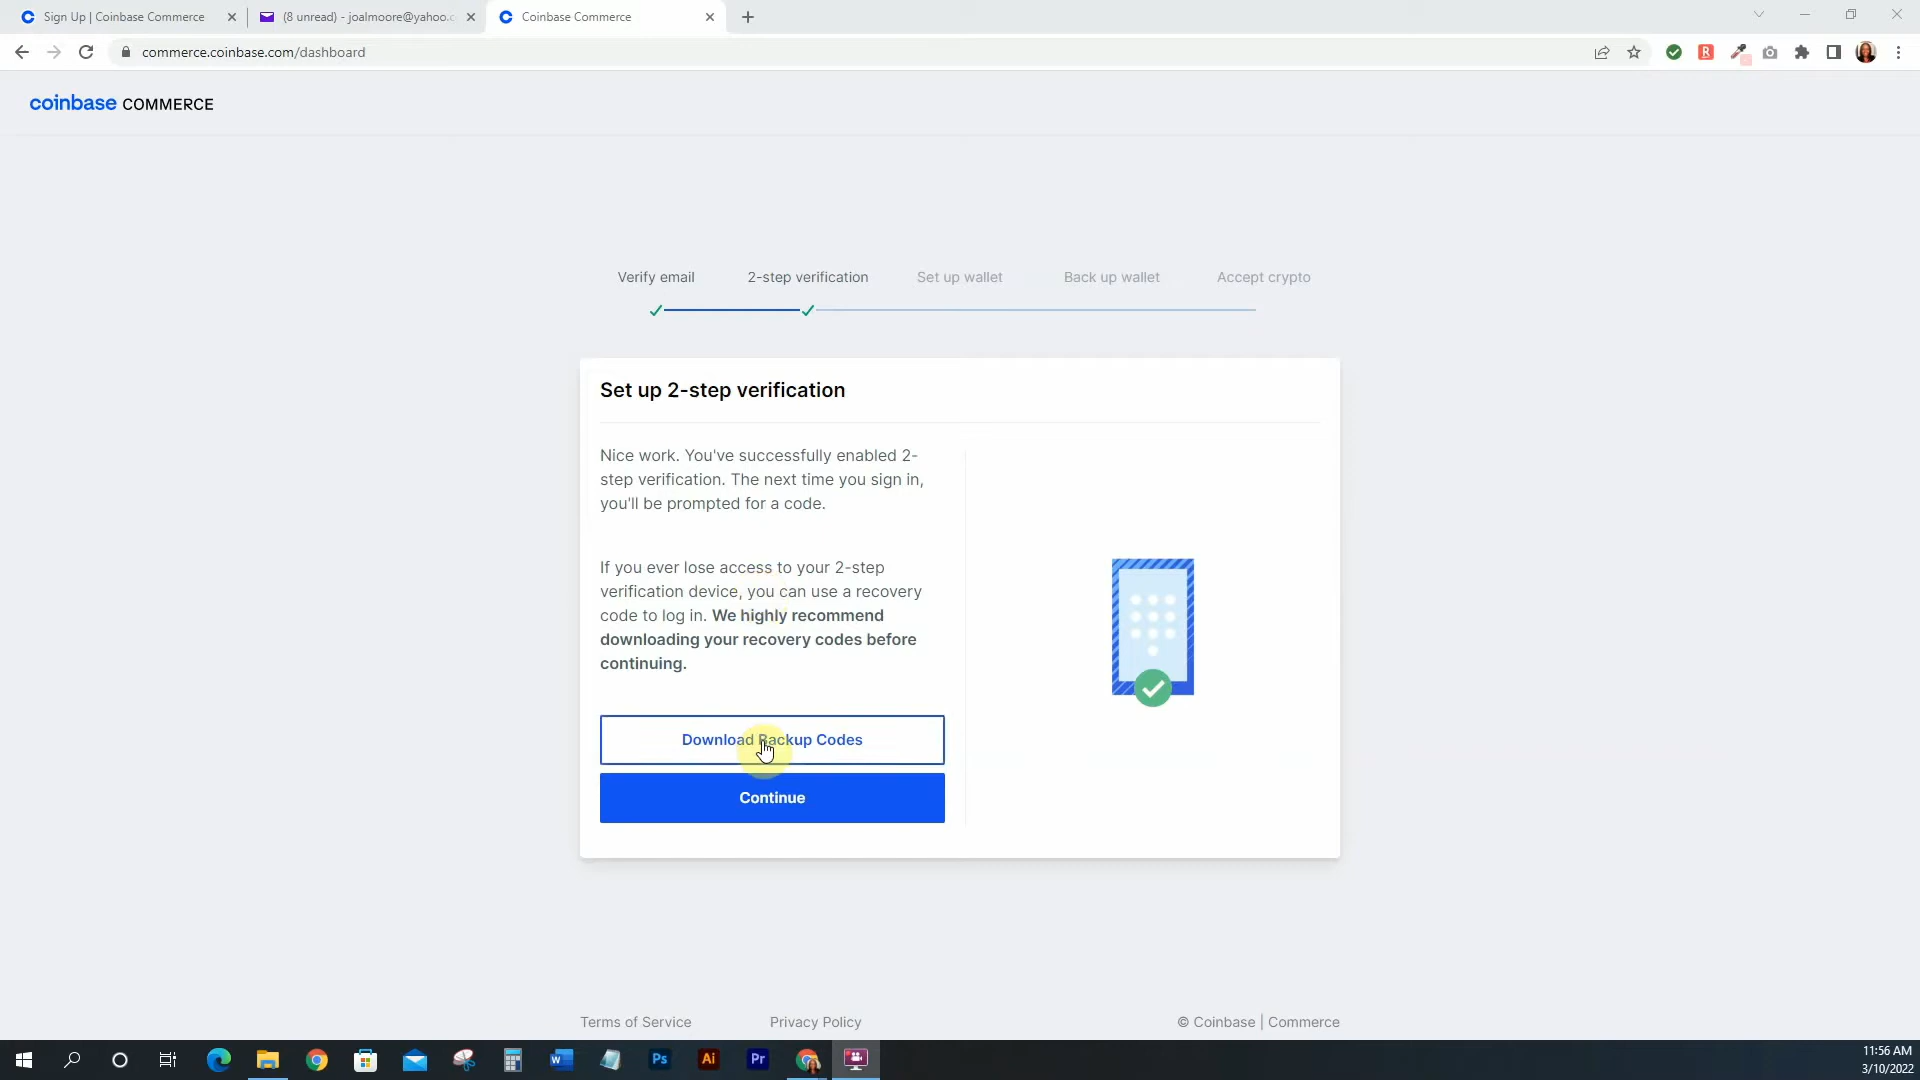 Sign Up | Coinbase Commerce
(8 unread) - joalmoore@yahoo.c
Coinbase Commerce
commerce.coinbase.com/dashboard
coinbase COMMERCE
Verify email
2-step verification
Set up wallet
Back up wallet
Accept crypto
Set up 2-step verification
Nice work. You've successfully enabled 2-
step verification. The next time you sign in,
you'll be prompted for a code.
If you ever lose access to your 2-step
verification device, you can use a recovery
code to log in. We highly recommend
downloading your recovery codes before
continuing.
Download Backup Codes
Continue
Terms of Service
Privacy Policy
© Coinbase | Commerce
Ps
Ai
Pr
11:56 AM
3/10/2022